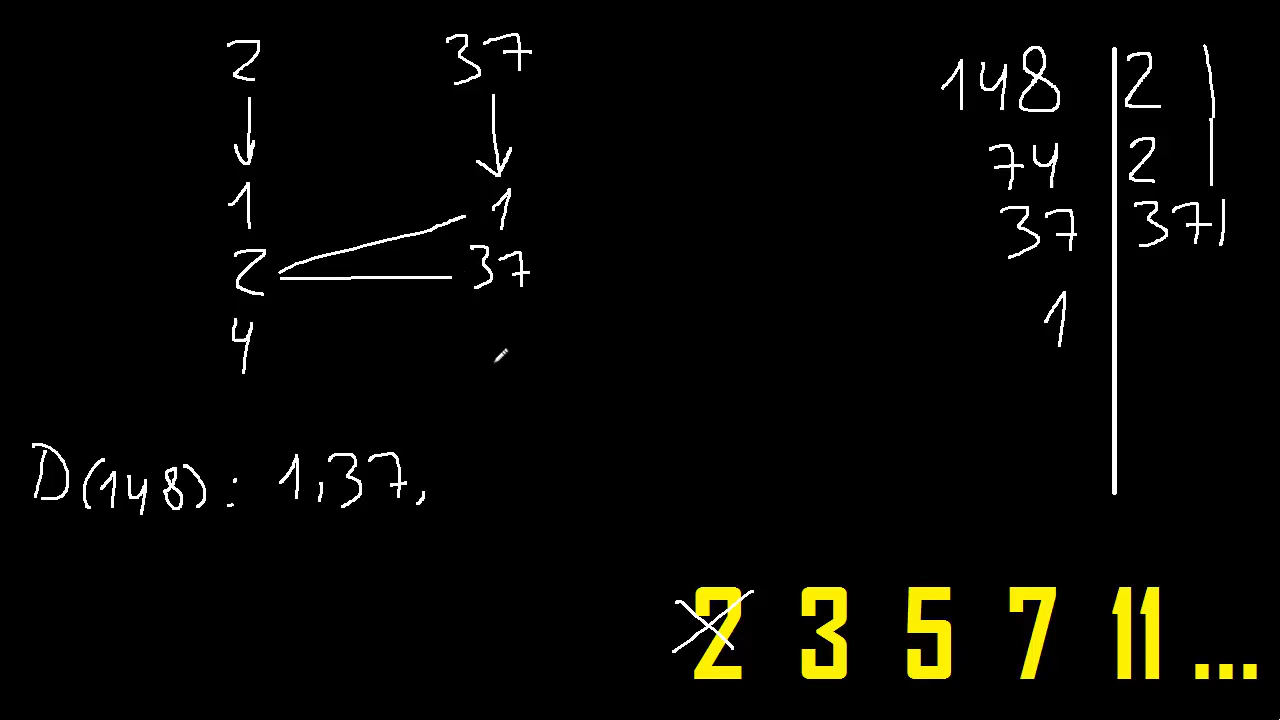 2 37
1 1
2 37
4
D(148): 1,37,
148 | 2
74 | 2
37 | 37
1
2 3 5 7 11 ...